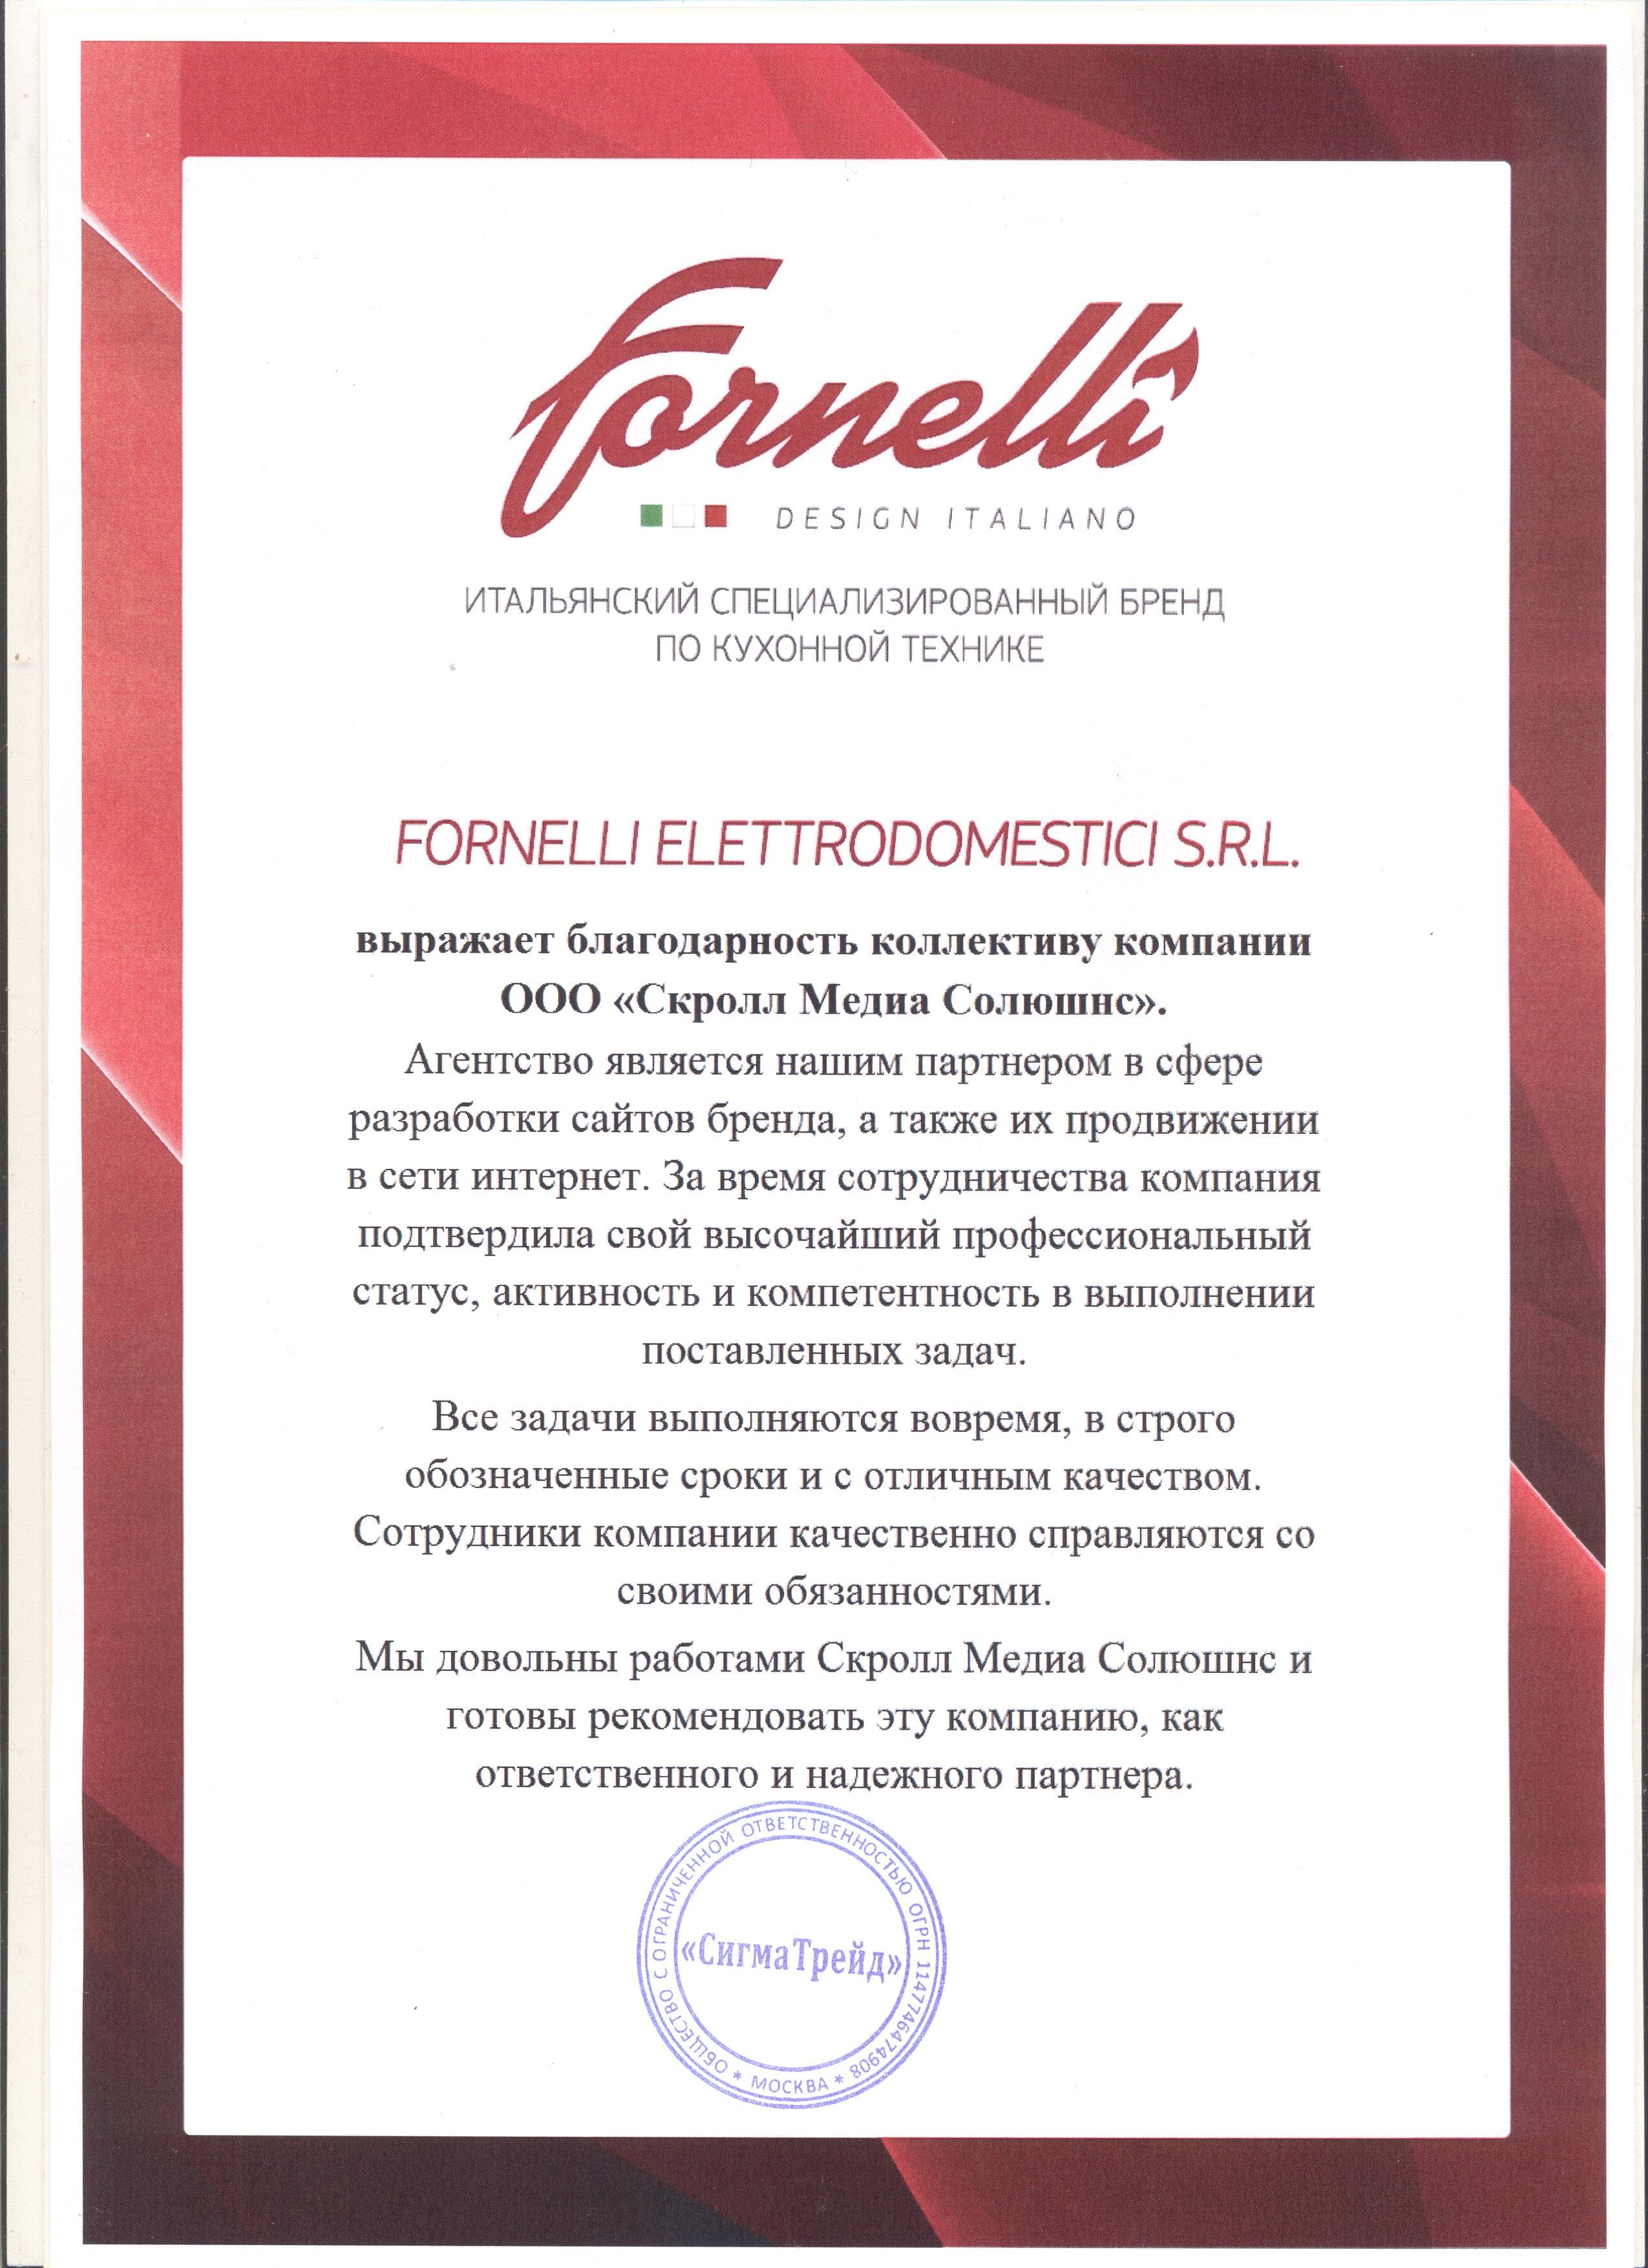 Fornelli
DESIGN ITALIANO
ИТАЛЬЯНСКИЙ СПЕЦИАЛИЗИРОВАННЫЙ БРЕНД
ПО КУХОННОЙ ТЕХНИКЕ
FORNELLI ELETTRODOMESTICI S.R.L.
выражает благодарность коллективу компании
ООО «Скролл Медиа Солюшнс».
Агентство является нашим партнером в сфере
разработки сайтов бренда, а также их продвижении
в сети интернет. За время сотрудничества компания
подтвердила свой высочайший профессиональный
статус, активность и компетентность в выполнении
поставленных задач.
Все задачи выполняются вовремя, в строго
обозначенные сроки и с отличным качеством.
Сотрудники компании качественно справляются со
своими обязанностями.
Мы довольны работами Скролл Медиа Солюшнс и
готовы рекомендовать эту компанию, как
ответственного и надежного партнера.
ОБЩЕСТВО С ОГРАНИЧЕННОЙ ОТВЕТСТВЕННОСТЬЮ ОГРН 1147746474908
«СигмаТрейд»
* МОСКВА *